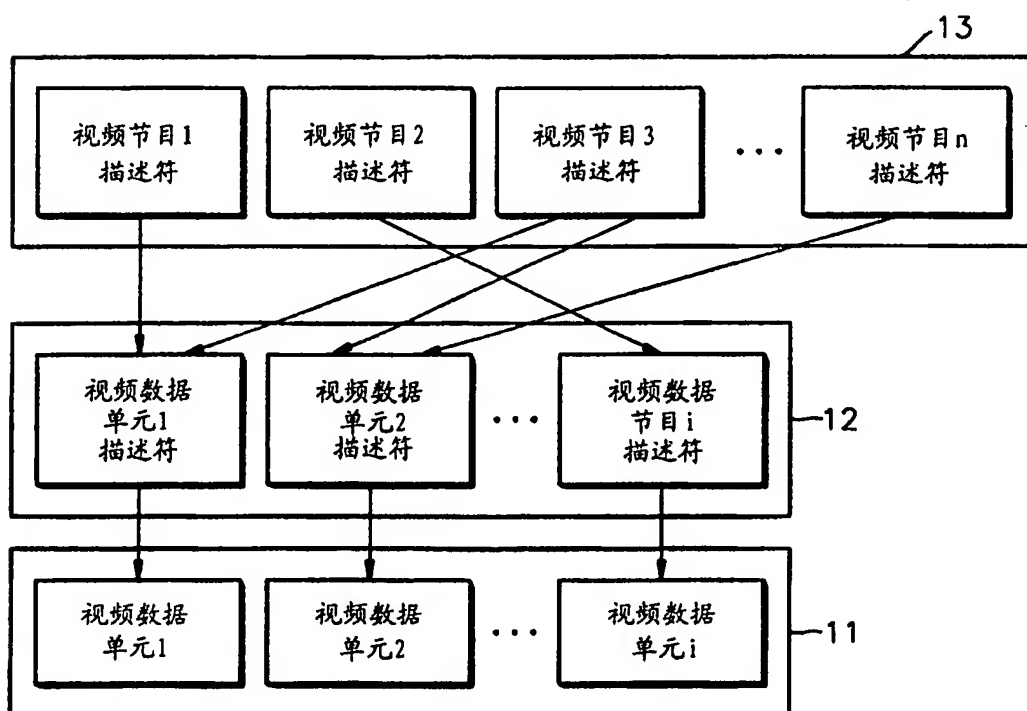 13
视频节目1
描述符
视频节目2
描述符
视频节目3
描述符
...
视频节目n
描述符
视频数据
单元1
描述符
视频数据
单元2
描述符
...
视频数据
节目i
描述符
12
视频数据
单元1
视频数据
单元2
...
视频数据
单元i
11